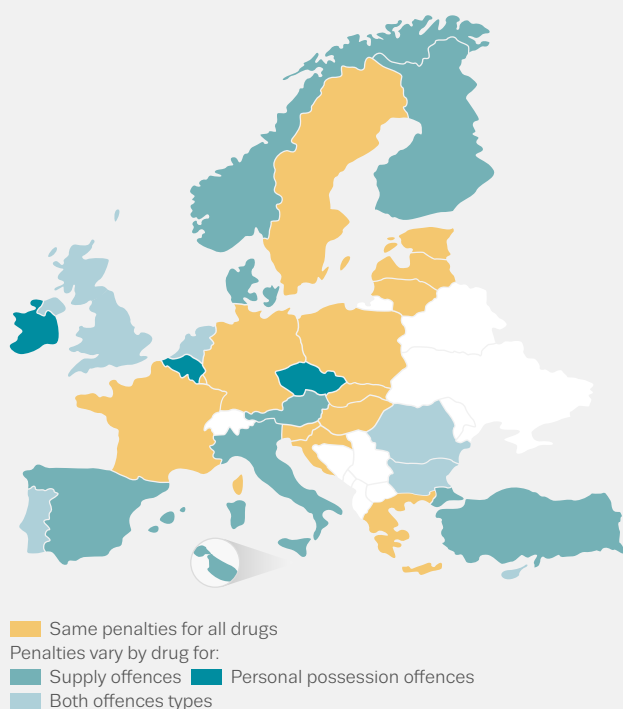 Same penalties for all drugs
Penalties vary by drug for:
Supply offences Personal possession offences
Both offences types